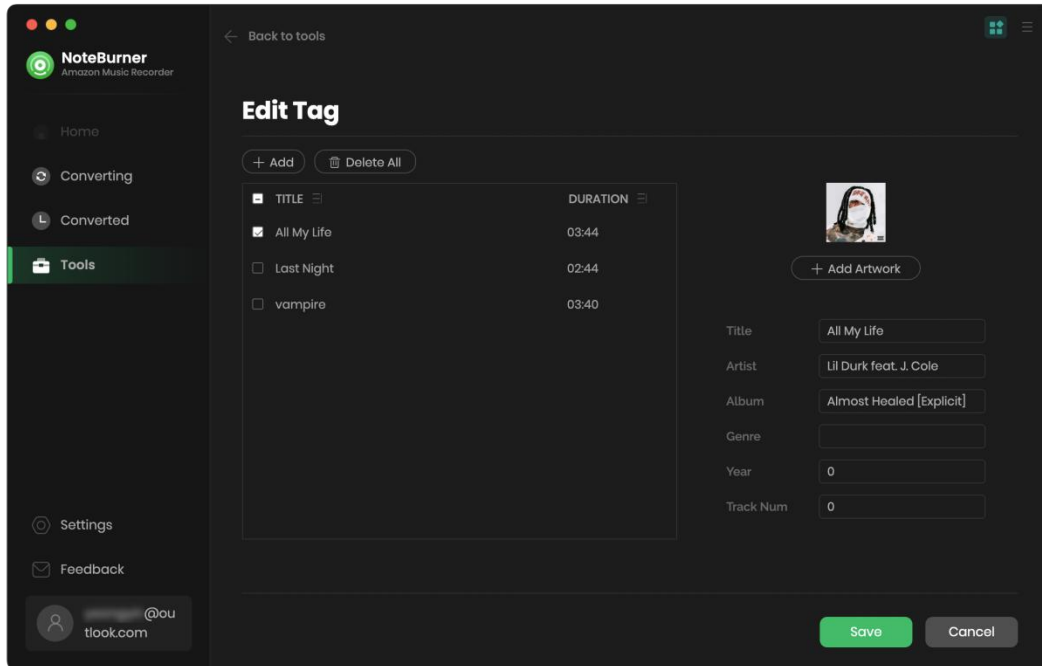 NoteBurner
Amazon Music Recorder
Home
Converting
Converted
Tools
Settings
Feedback
@ou
tlook.com
Back to tools
Edit Tag
+ Add
Delete All
TITLE DURATION
All My Life 03:44
Last Night 02:44
vampire 03:40
+ Add Artwork
Title All My Life
Artist Lil Durk feat. J. Cole
Album Almost Healed [Explicit]
Genre
Year 0
Track Num 0
Save Cancel